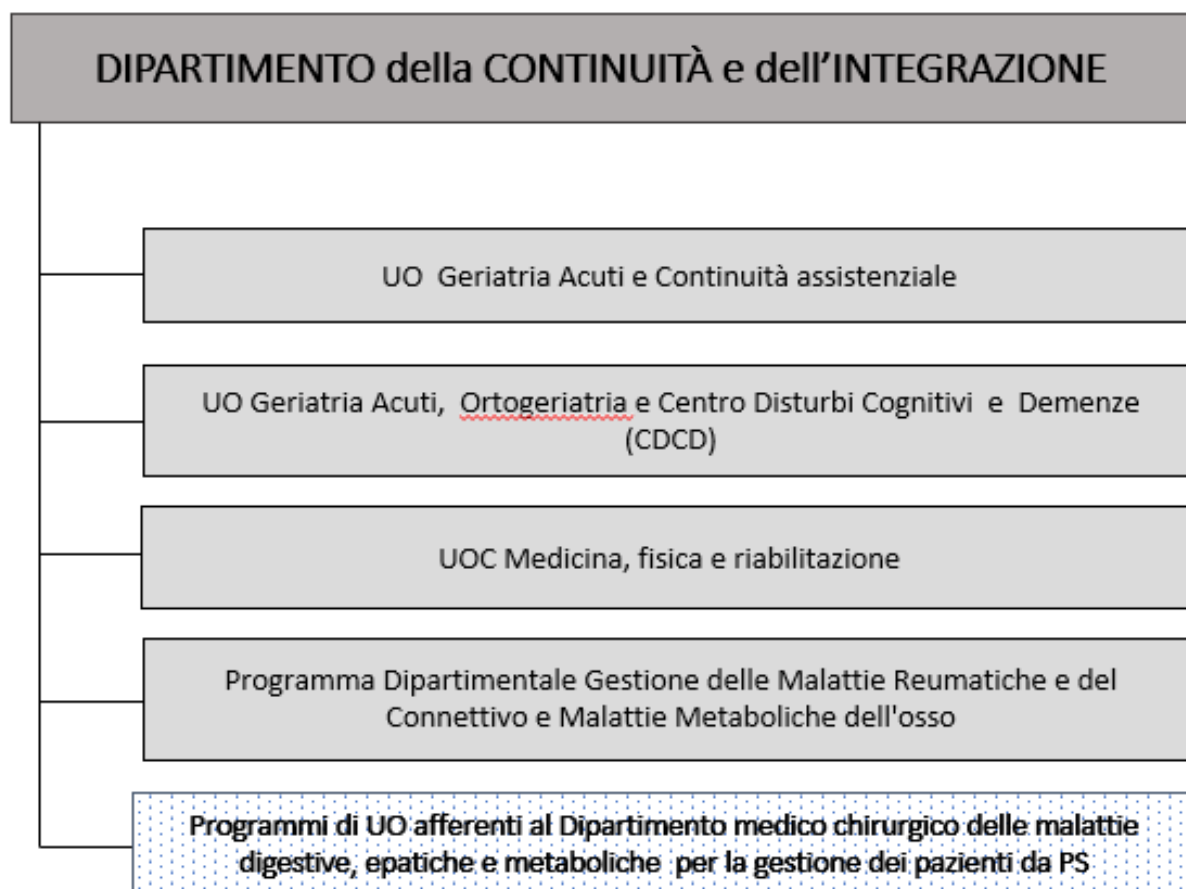 DIPARTIMENTO della CONTINUITÀ e dell'INTEGRAZIONE
UO Geriatria Acuti e Continuità assistenziale
UO Geriatria Acuti, Ortogeriatria e Centro Disturbi Cognitivi e Demenze
(CDCD)
UOC Medicina, fisica e riabilitazione
Programma Dipartimentale Gestione delle Malattie Reumatiche e del
Connettivo e Malattie Metaboliche dell'osso
Programmi di UO afferenti al Dipartimento medico chirurgico delle malattie
digestive, epatiche e metaboliche per la gestione dei pazienti da PS